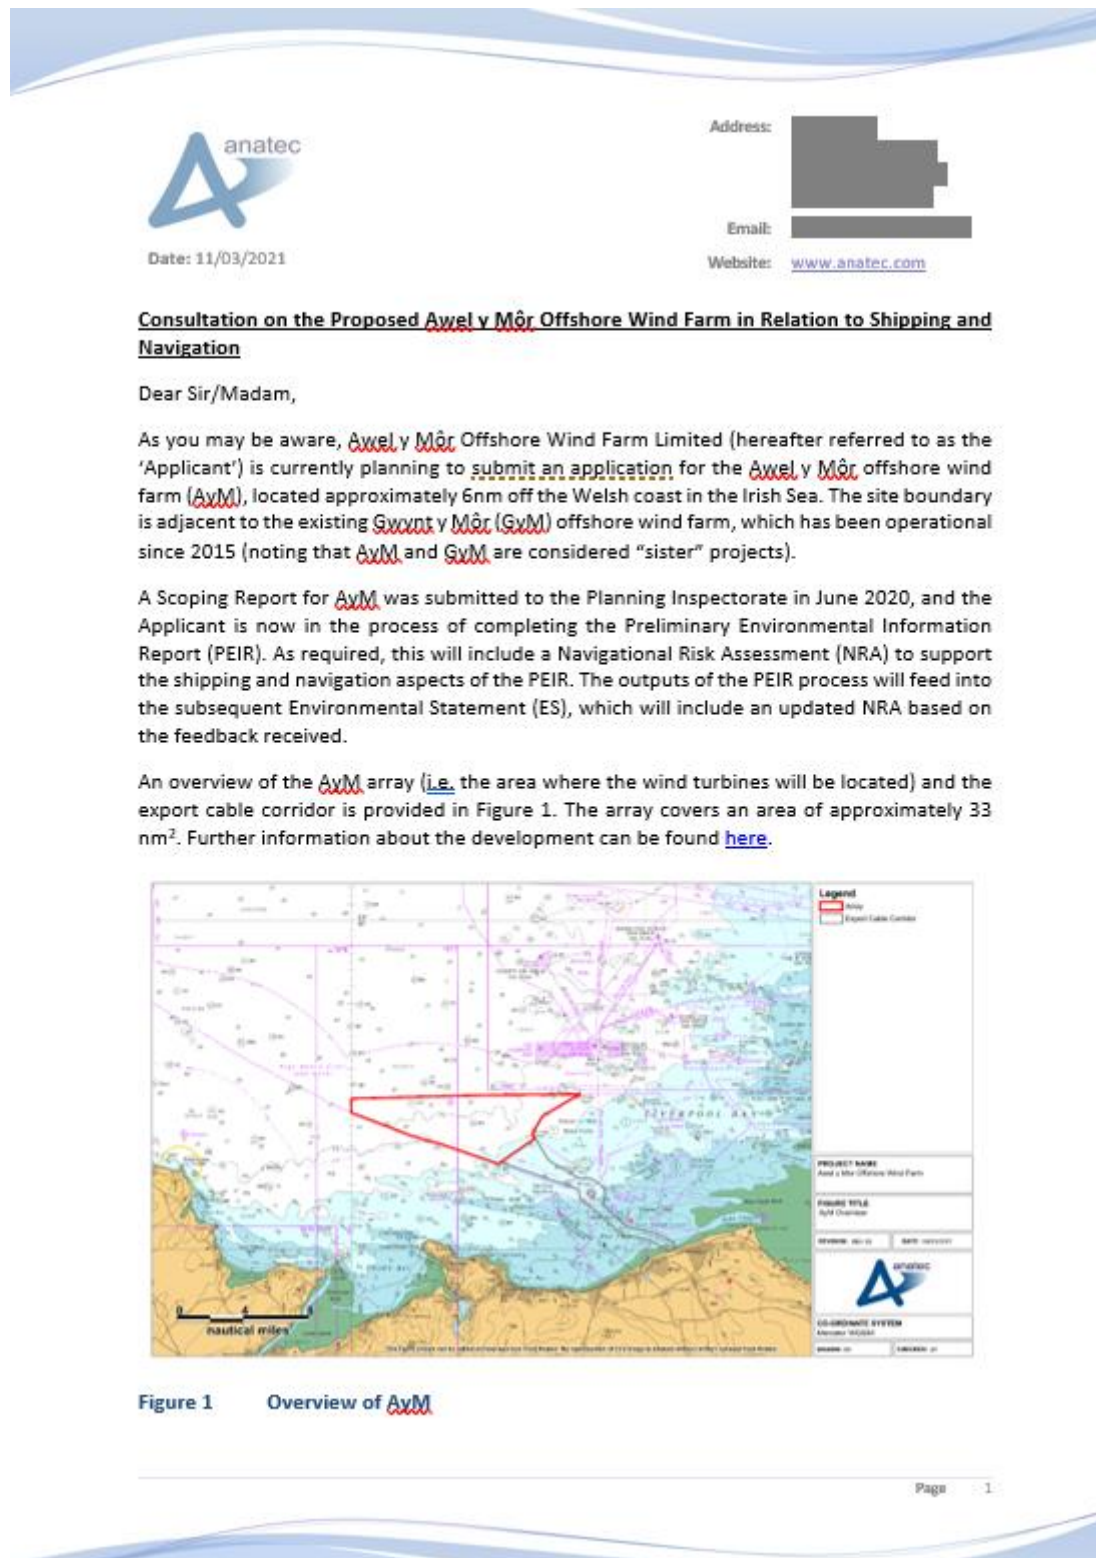 anatec
Address:
Email:
Date: 11/03/2021
Website: www.anatec.com
Consultation on the Proposed Awel y Môr Offshore Wind Farm in Relation to Shipping and
Navigation
Dear Sir/Madam,
As you may be aware, Awel y Môr Offshore Wind Farm Limited (hereafter referred to as the
‘Applicant’) is currently planning to submit an application for the Awel y Môr offshore wind
farm (AyM), located approximately 6nm off the Welsh coast in the Irish Sea. The site boundary
is adjacent to the existing Gwynt y Môr (GyM) offshore wind farm, which has been operational
since 2015 (noting that AyM and GyM are considered “sister” projects).
A Scoping Report for AyM was submitted to the Planning Inspectorate in June 2020, and the
Applicant is now in the process of completing the Preliminary Environmental Information
Report (PEIR). As required, this will include a Navigational Risk Assessment (NRA) to support
the shipping and navigation aspects of the PEIR. The outputs of the PEIR process will feed into
the subsequent Environmental Statement (ES), which will include an updated NRA based on
the feedback received.
An overview of the AyM array (i.e. the area where the wind turbines will be located) and the
export cable corridor is provided in Figure 1. The array covers an area of approximately 33
nm². Further information about the development can be found here.
Legend
Array
Export Cable Corridor
LIVERPOOL BAY
PROJECT NAME
Awel y Môr Offshore Wind Farm
FIGURE TITLE
AyM Overview
anatec
CO-ORDINATE SYSTEM
0 4 8
nautical miles
Figure 1 Overview of AyM
Page 1